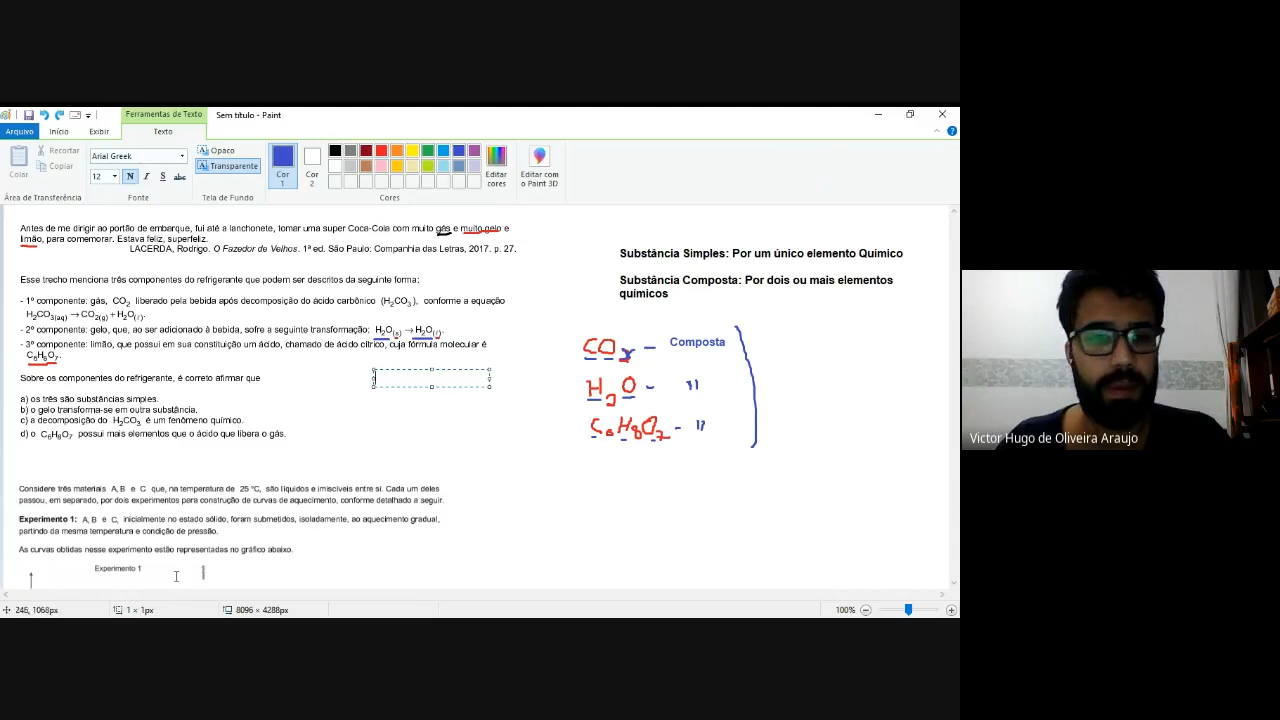 Ferramentas de Texto
Sem título - Paint
Arquivo
Início
Exibir
Texto
Colar
Recortar
Copiar
Arial Greek
12
N I S abc
Opaco
Transparente
Cor
1
Cor
2
Editar
cores
Editar com
o Paint 3D
Área de Transferência
Fonte
Tela de Fundo
Cores
Antes de me dirigir ao portão de embarque, fui até a lanchonete, tomar uma super Coca-Cola com muito gás e muito gelo e
limão, para comemorar. Estava feliz, superfeliz.
LACERDA, Rodrigo. O Fazedor de Velhos. 1ª ed. São Paulo: Companhia das Letras, 2017. p. 27.
Esse trecho menciona três componentes do refrigerante que podem ser descritos da seguinte forma:
- 1º componente: gás, CO₂ liberado pela bebida após decomposição do ácido carbônico (H₂CO₃), conforme a equação
H₂CO₃(aq) → CO₂(g) + H₂O(ℓ).
- 2º componente: gelo, que, ao ser adicionado à bebida, sofre a seguinte transformação: H₂O(s) → H₂O(ℓ).
- 3º componente: limão, que possui em sua constituição um ácido, chamado de ácido cítrico, cuja fórmula molecular é
C₆H₈O₇.
Sobre os componentes do refrigerante, é correto afirmar que
a) os três são substâncias simples.
b) o gelo transforma-se em outra substância.
c) a decomposição do H₂CO₃ é um fenômeno químico.
d) o C₆H₈O₇ possui mais elementos que o ácido que libera o gás.
Considere três materiais A, B e C que, na temperatura de 25 ºC, são líquidos e imiscíveis entre si. Cada um deles
passou, em separado, por dois experimentos para construção de curvas de aquecimento, conforme detalhado a seguir.
Experimento 1: A, B e C, inicialmente no estado sólido, foram submetidos, isoladamente, ao aquecimento gradual,
partindo da mesma temperatura e condição de pressão.
As curvas obtidas nesse experimento estão representadas no gráfico abaixo.
Experimento 1
Substância Simples: Por um único elemento Químico
Substância Composta: Por dois ou mais elementos
químicos
CO₂ - Composta
H₂O - "
C₆H₈O₇ - "
246, 1068px
1 × 1px
8096 × 4288px
100%
Victor Hugo de Oliveira Araujo